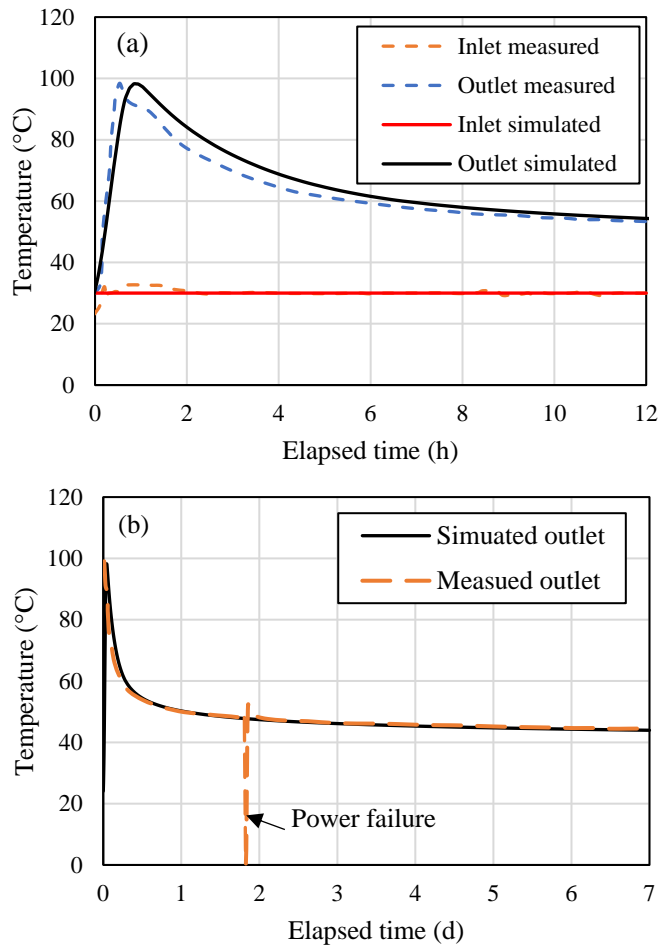 120
100
80
60
40
20
0
Temperature (°C)
(a)
Inlet measured
Outlet measured
Inlet simulated
Outlet simulated
0 2 4 6 8 10 12
Elapsed time (h)
120
100
80
60
40
20
0
Temperature (°C)
(b)
Simuated outlet
Measued outlet
Power failure
0 1 2 3 4 5 6 7
Elapsed time (d)